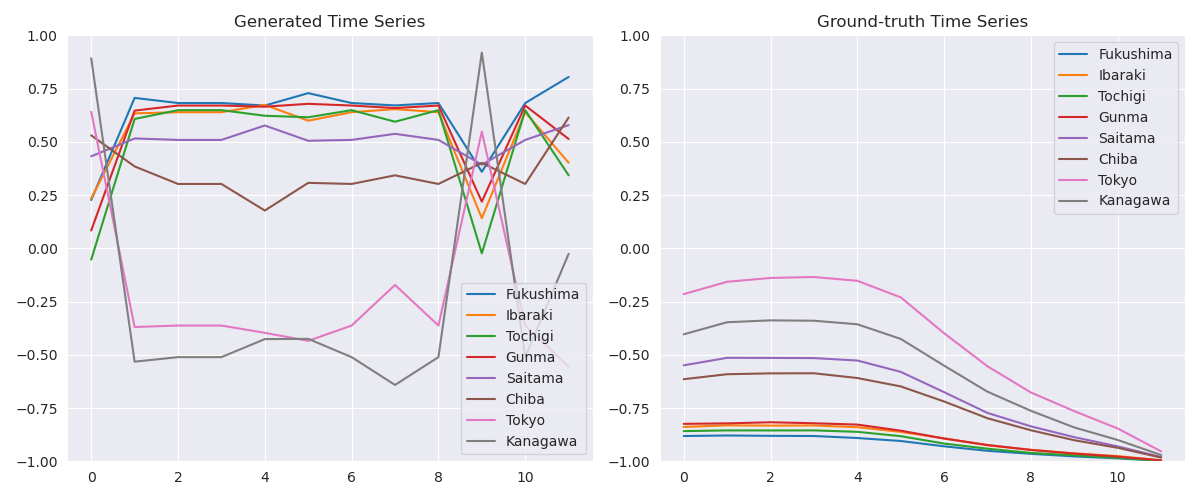 Generated Time Series
1.00
0.75
0.50
0.25
0.00
−0.25
−0.50
−0.75
−1.00
0 2 4 6 8 10
Fukushima
Ibaraki
Tochigi
Gunma
Saitama
Chiba
Tokyo
Kanagawa
Ground-truth Time Series
1.00
0.75
0.50
0.25
0.00
−0.25
−0.50
−0.75
−1.00
0 2 4 6 8 10
Fukushima
Ibaraki
Tochigi
Gunma
Saitama
Chiba
Tokyo
Kanagawa